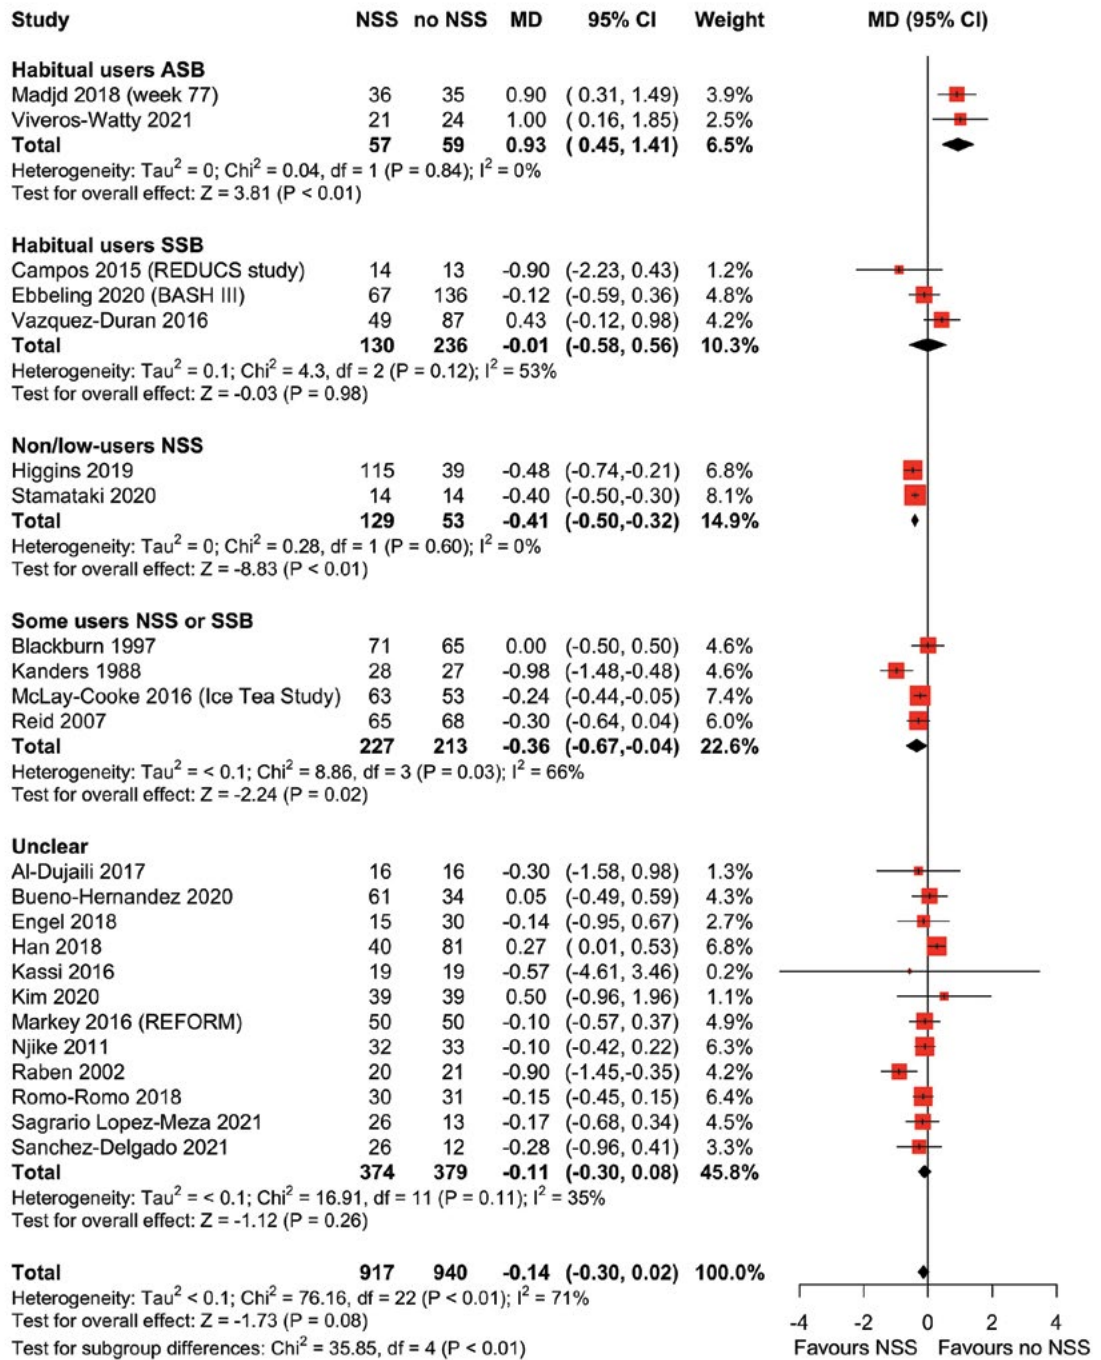 Study NSS no NSS MD 95% CI Weight MD (95% CI)
Habitual users ASB
Madjd 2018 (week 77) 36 35 0.90 ( 0.31, 1.49) 3.9%
Viveros-Watty 2021 21 24 1.00 ( 0.16, 1.85) 2.5%
Total 57 59 0.93 ( 0.45, 1.41) 6.5%
Heterogeneity: Tau² = 0; Chi² = 0.04, df = 1 (P = 0.84); I² = 0%
Test for overall effect: Z = 3.81 (P < 0.01)
Habitual users SSB
Campos 2015 (REDUCS study) 14 13 -0.90 (-2.23, 0.43) 1.2%
Ebbeling 2020 (BASH III) 67 136 -0.12 (-0.59, 0.36) 4.8%
Vazquez-Duran 2016 49 87 0.43 (-0.12, 0.98) 4.2%
Total 130 236 -0.01 (-0.58, 0.56) 10.3%
Heterogeneity: Tau² = 0.1; Chi² = 4.3, df = 2 (P = 0.12); I² = 53%
Test for overall effect: Z = -0.03 (P = 0.98)
Non/low-users NSS
Higgins 2019 115 39 -0.48 (-0.74,-0.21) 6.8%
Stamataki 2020 14 14 -0.40 (-0.50,-0.30) 8.1%
Total 129 53 -0.41 (-0.50,-0.32) 14.9%
Heterogeneity: Tau² = 0; Chi² = 0.28, df = 1 (P = 0.60); I² = 0%
Test for overall effect: Z = -8.83 (P < 0.01)
Some users NSS or SSB
Blackburn 1997 71 65 0.00 (-0.50, 0.50) 4.6%
Kanders 1988 28 27 -0.98 (-1.48,-0.48) 4.6%
McLay-Cooke 2016 (Ice Tea Study) 63 53 -0.24 (-0.44,-0.05) 7.4%
Reid 2007 65 68 -0.30 (-0.64, 0.04) 6.0%
Total 227 213 -0.36 (-0.67,-0.04) 22.6%
Heterogeneity: Tau² = < 0.1; Chi² = 8.86, df = 3 (P = 0.03); I² = 66%
Test for overall effect: Z = -2.24 (P = 0.02)
Unclear
Al-Dujaili 2017 16 16 -0.30 (-1.58, 0.98) 1.3%
Bueno-Hernandez 2020 61 34 0.05 (-0.49, 0.59) 4.3%
Engel 2018 15 30 -0.14 (-0.95, 0.67) 2.7%
Han 2018 40 81 0.27 ( 0.01, 0.53) 6.8%
Kassi 2016 19 19 -0.57 (-4.61, 3.46) 0.2%
Kim 2020 39 39 0.50 (-0.96, 1.96) 1.1%
Markey 2016 (REFORM) 50 50 -0.10 (-0.57, 0.37) 4.9%
Njike 2011 32 33 -0.10 (-0.42, 0.22) 6.3%
Raben 2002 20 21 -0.90 (-1.45,-0.35) 4.2%
Romo-Romo 2018 30 31 -0.15 (-0.45, 0.15) 6.4%
Sagrario Lopez-Meza 2021 26 13 -0.17 (-0.68, 0.34) 4.5%
Sanchez-Delgado 2021 26 12 -0.28 (-0.96, 0.41) 3.3%
Total 374 379 -0.11 (-0.30, 0.08) 45.8%
Heterogeneity: Tau² = < 0.1; Chi² = 16.91, df = 11 (P = 0.11); I² = 35%
Test for overall effect: Z = -1.12 (P = 0.26)
Total 917 940 -0.14 (-0.30, 0.02) 100.0%
Heterogeneity: Tau² < 0.1; Chi² = 76.16, df = 22 (P < 0.01); I² = 71%
Test for overall effect: Z = -1.73 (P = 0.08)
Test for subgroup differences: Chi² = 35.85, df = 4 (P < 0.01)
-4 -2 0 2 4
Favours NSS Favours no NSS